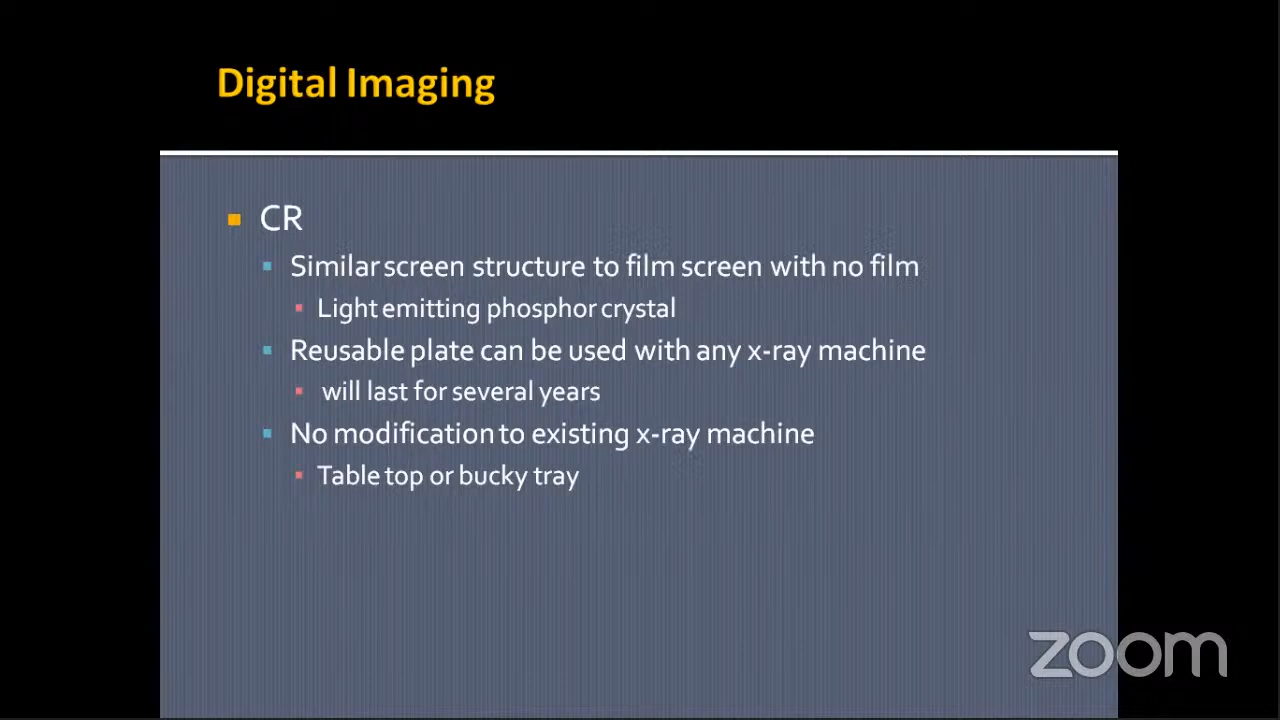 Digital Imaging
CR
Similar screen structure to film screen with no film
Light emitting phosphor crystal
Reusable plate can be used with any x-ray machine
will last for several years
No modification to existing x-ray machine
Table top or bucky tray
zoom